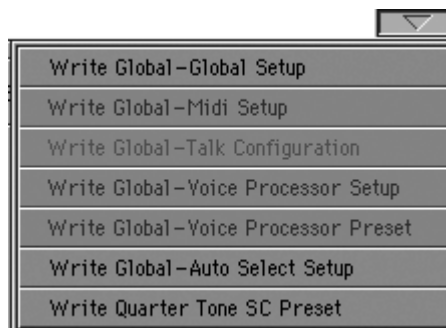 Write Global-Global Setup
Write Global-Midi Setup
Write Global-Talk Configuration
Write Global-Voice Processor Setup
Write Global-Voice Processor Preset
Write Global-Auto Select Setup
Write Quarter Tone SC Preset